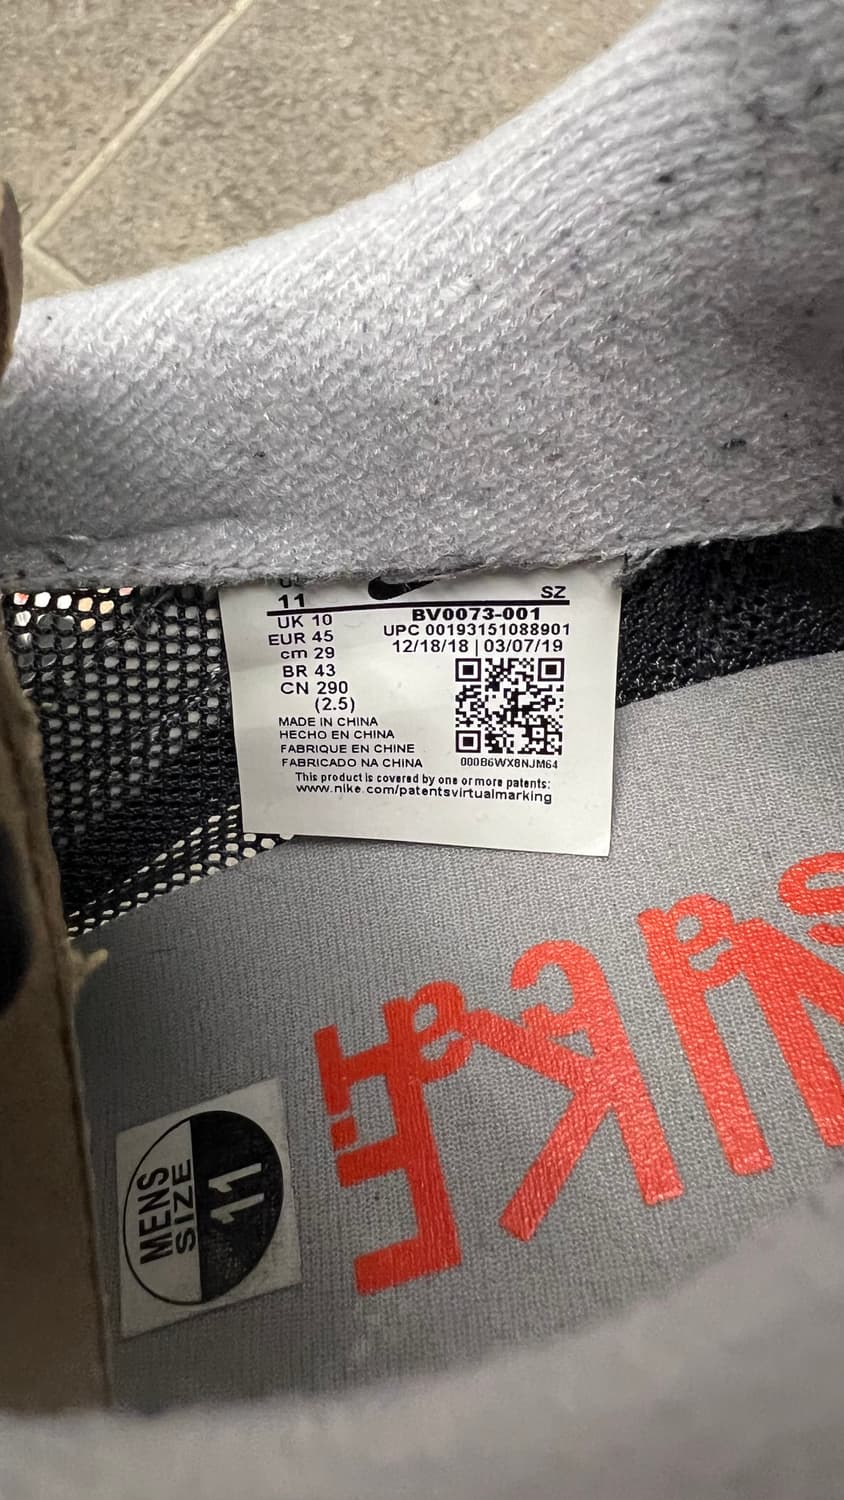 11
UK 10
EUR 45
cm 29
BR 43
CN 290
(2.5)
SZ
BV0073-001
UPC 00193151088901
12/18/18 | 03/07/19
000B6WX8NJM64
MADE IN CHINA
HECHO EN CHINA
FABRIQUE EN CHINE
FABRICADO NA CHINA
This product is covered by one or more patents:
www.nike.com/patentsvirtualmarking
NIKE
MENS
SIZE
11